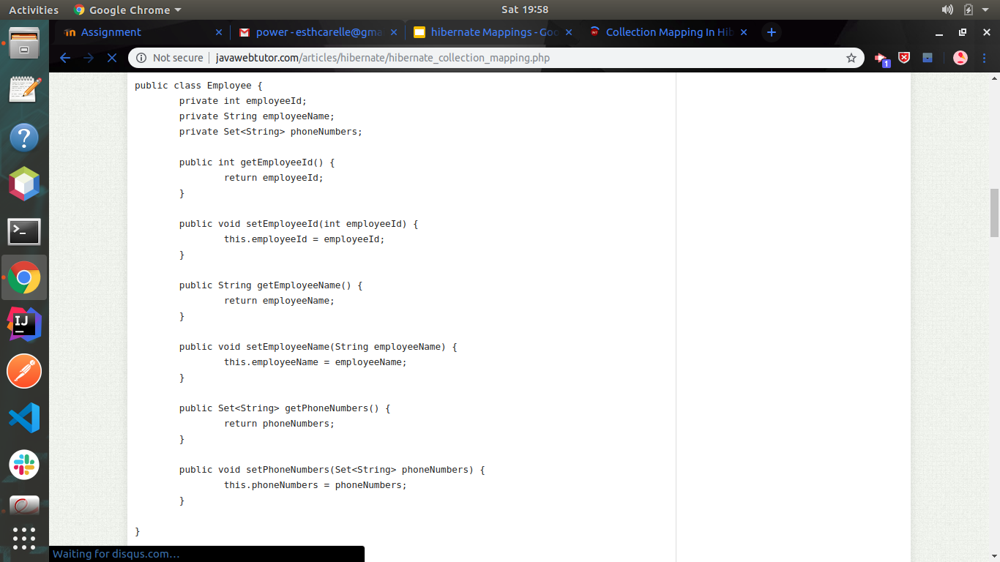 Activities
Google Chrome
Sat 19:58
Assignment
power - esthcarelle@gma
hibernate Mappings - Goo
Collection Mapping In Hib
Not secure
javawebtutor.com/articles/hibernate/hibernate_collection_mapping.php
1
public class Employee {
private int employeeId;
private String employeeName;
private Set<String> phoneNumbers;
public int getEmployeeId() {
return employeeId;
}
public void setEmployeeId(int employeeId) {
this.employeeId = employeeId;
}
public String getEmployeeName() {
return employeeName;
}
public void setEmployeeName(String employeeName) {
this.employeeName = employeeName;
}
public Set<String> getPhoneNumbers() {
return phoneNumbers;
}
public void setPhoneNumbers(Set<String> phoneNumbers) {
this.phoneNumbers = phoneNumbers;
}
}
IJ
Waiting for disqus.com...